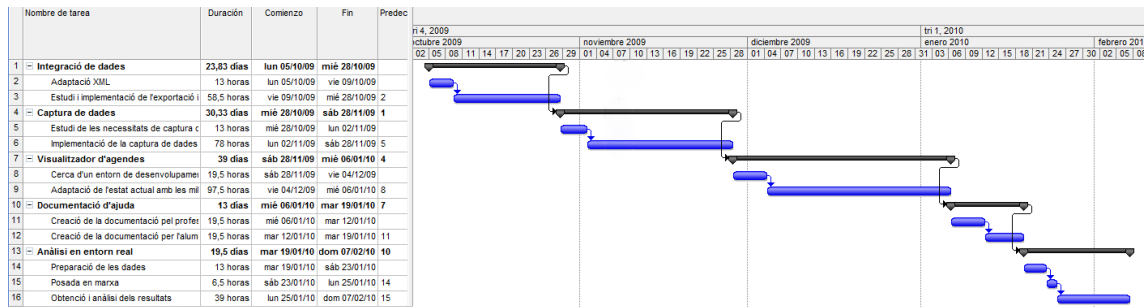 Nombre de tarea Duración Comienzo Fin Predec
tri 4, 2009 tri 1, 2010
octubre 2009 noviembre 2009 diciembre 2009 enero 2010 febrero 201
02 05 08 11 14 17 20 23 26 29 01 04 07 10 13 16 19 22 25 28 01 04 07 10 13 16 19 22 25 28 31 03 06 09 12 15 18 21 24 27 30 02 05 08
1 Integració de dades 23,83 días lun 05/10/09 mié 28/10/09
2 Adaptació XML 13 horas lun 05/10/09 vie 09/10/09
3 Estudi i implementació de l'exportació i 58,5 horas vie 09/10/09 mié 28/10/09 2
4 Captura de dades 30,33 días mié 28/10/09 sáb 28/11/09 1
5 Estudi de les necessitats de captura d 13 horas mié 28/10/09 lun 02/11/09
6 Implementació de la captura de dades 78 horas lun 02/11/09 sáb 28/11/09 5
7 Visualitzador d'agendes 39 días sáb 28/11/09 mié 06/01/10 4
8 Cerca d'un entorn de desenvolupamen 19,5 horas sáb 28/11/09 vie 04/12/09
9 Adaptació de l'estat actual amb les mil 97,5 horas vie 04/12/09 mié 06/01/10 8
10 Documentació d'ajuda 13 días mié 06/01/10 mar 19/01/10 7
11 Creació de la documentació pel profes 19,5 horas mié 06/01/10 mar 12/01/10
12 Creació de la documentació per l'alum 19,5 horas mar 12/01/10 mar 19/01/10 11
13 Anàlisi en entorn real 19,5 días mar 19/01/10 dom 07/02/10 10
14 Preparació de les dades 13 horas mar 19/01/10 sáb 23/01/10
15 Posada en marxa 6,5 horas sáb 23/01/10 lun 25/01/10 14
16 Obtenció i anàlisi dels resultats 39 horas lun 25/01/10 dom 07/02/10 15